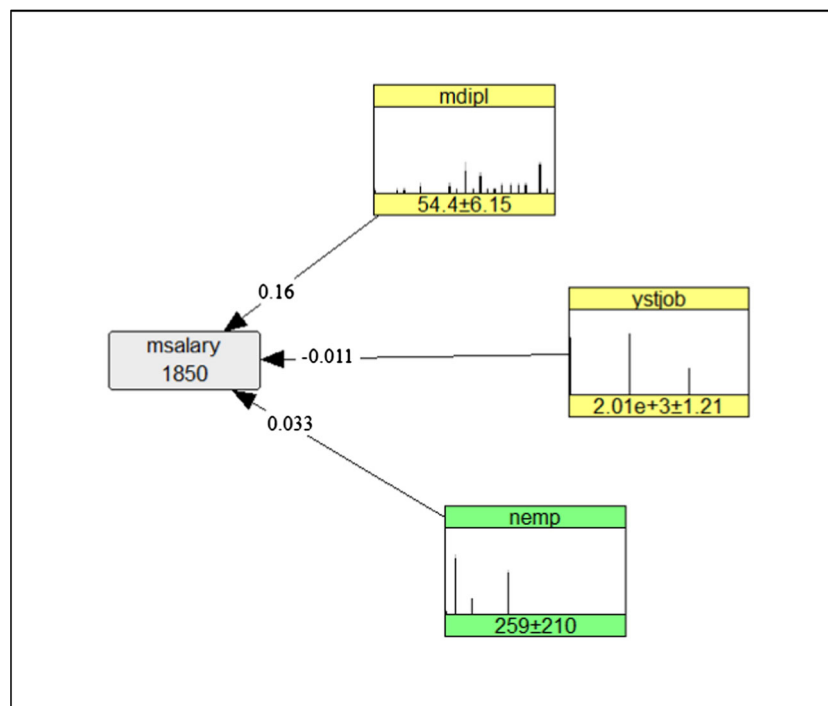 mdipl
54.4±6.15
0.16
ystjob
2.01e+3±1.21
msalary
1850
-0.011
0.033
nemp
259±210